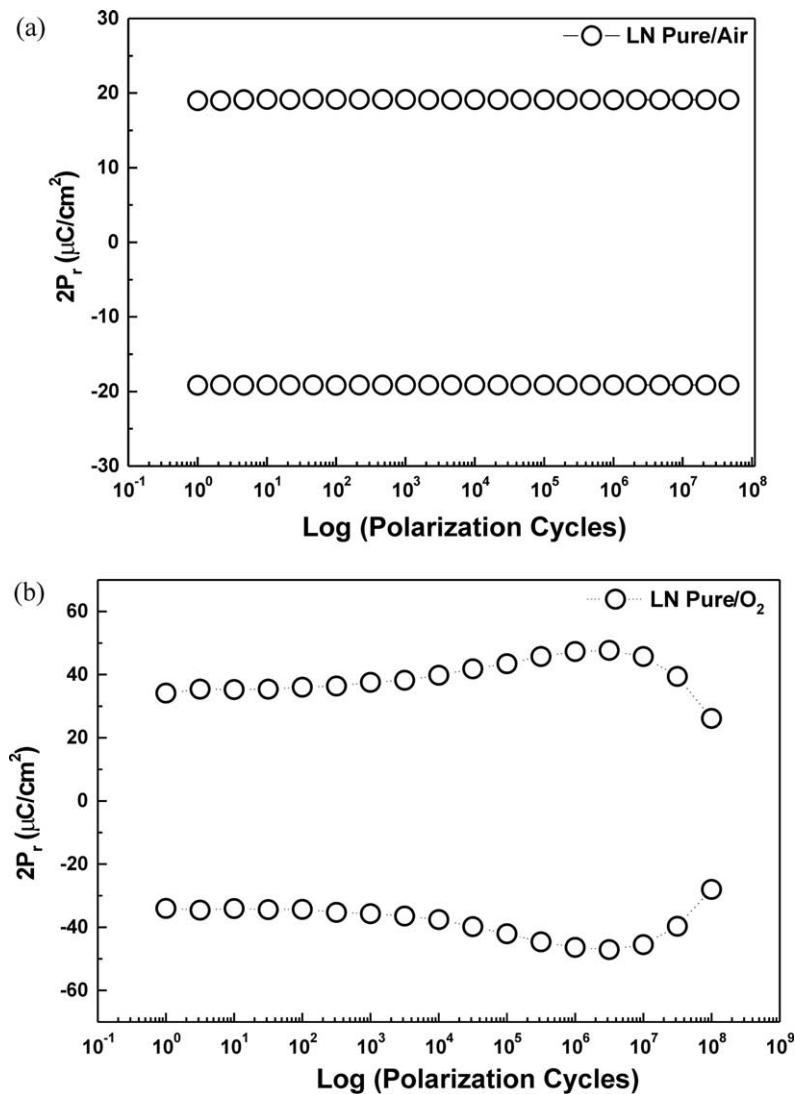 (a)
LN Pure/Air
30
20
10
0
-10
-20
-30
2Pᵣ (μC/cm²)
10⁻¹ 10⁰ 10¹ 10² 10³ 10⁴ 10⁵ 10⁶ 10⁷ 10⁸
Log (Polarization Cycles)
(b)
LN Pure/O₂
60
40
20
0
-20
-40
-60
2Pᵣ (μC/cm²)
10⁻¹ 10⁰ 10¹ 10² 10³ 10⁴ 10⁵ 10⁶ 10⁷ 10⁸ 10⁹
Log (Polarization Cycles)